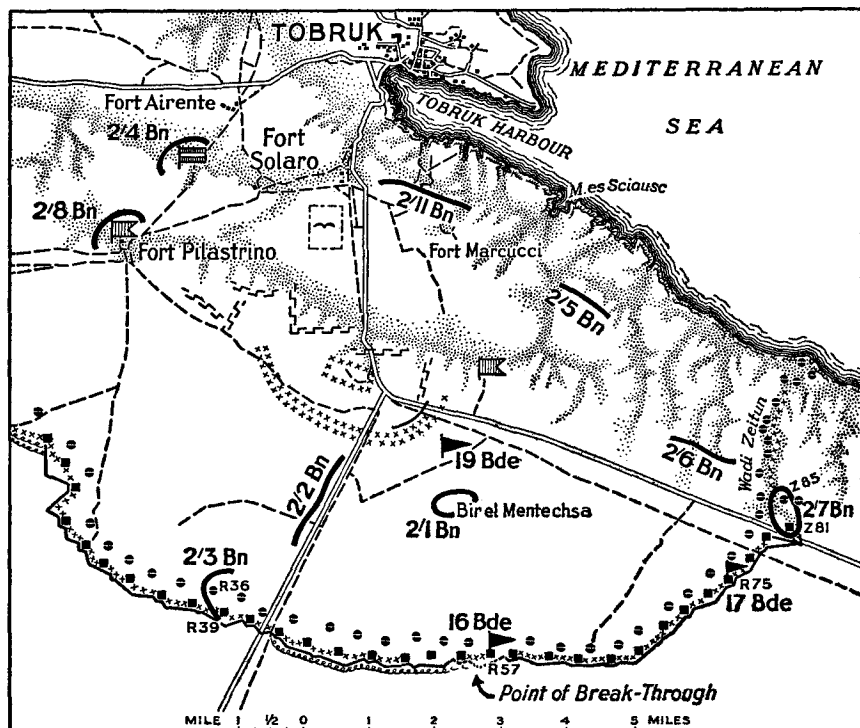 TOBRUK
MEDITERRANEAN
SEA
Fort Airente
TOBRUK HARBOUR
2/4 Bn
Fort
Solaro
M.es Sciausc
2/8 Bn
2/11 Bn
Fort Pilastrino
Fort Marcucci
2/5 Bn
Wadi Zeitun
19 Bde
2/6 Bn
2/2 Bn
Z85
2/7 Bn
Bir el Mentechsa
2/1 Bn
Z81
2/3 Bn
R36
R75
17 Bde
R39
16 Bde
R57
Point of Break-Through
MILE 1 ½ 0 1 2 3 4 5 MILES